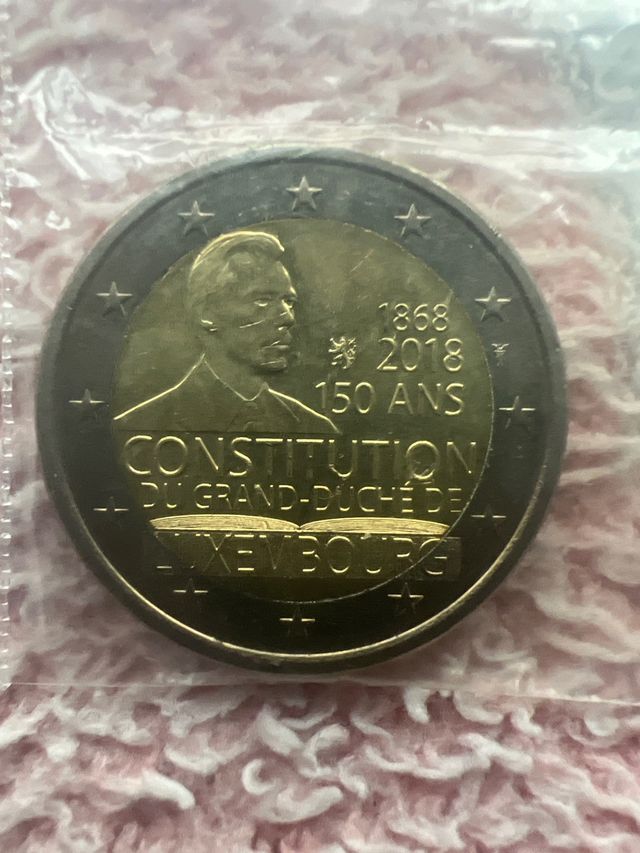 1868
2018
150 ANS
CONSTITUTION
DU GRAND-DUCHÉ DE
LUXEMBOURG